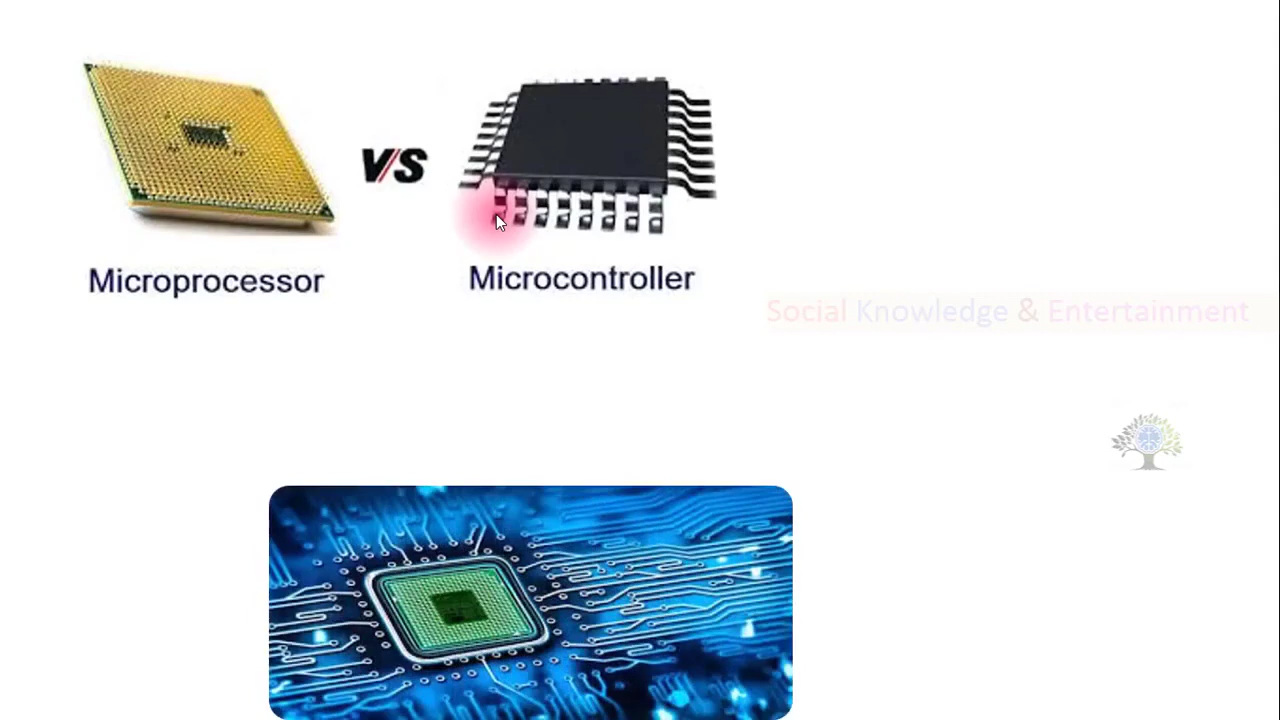 VS
Microprocessor
Microcontroller
Social Knowledge & Entertainment